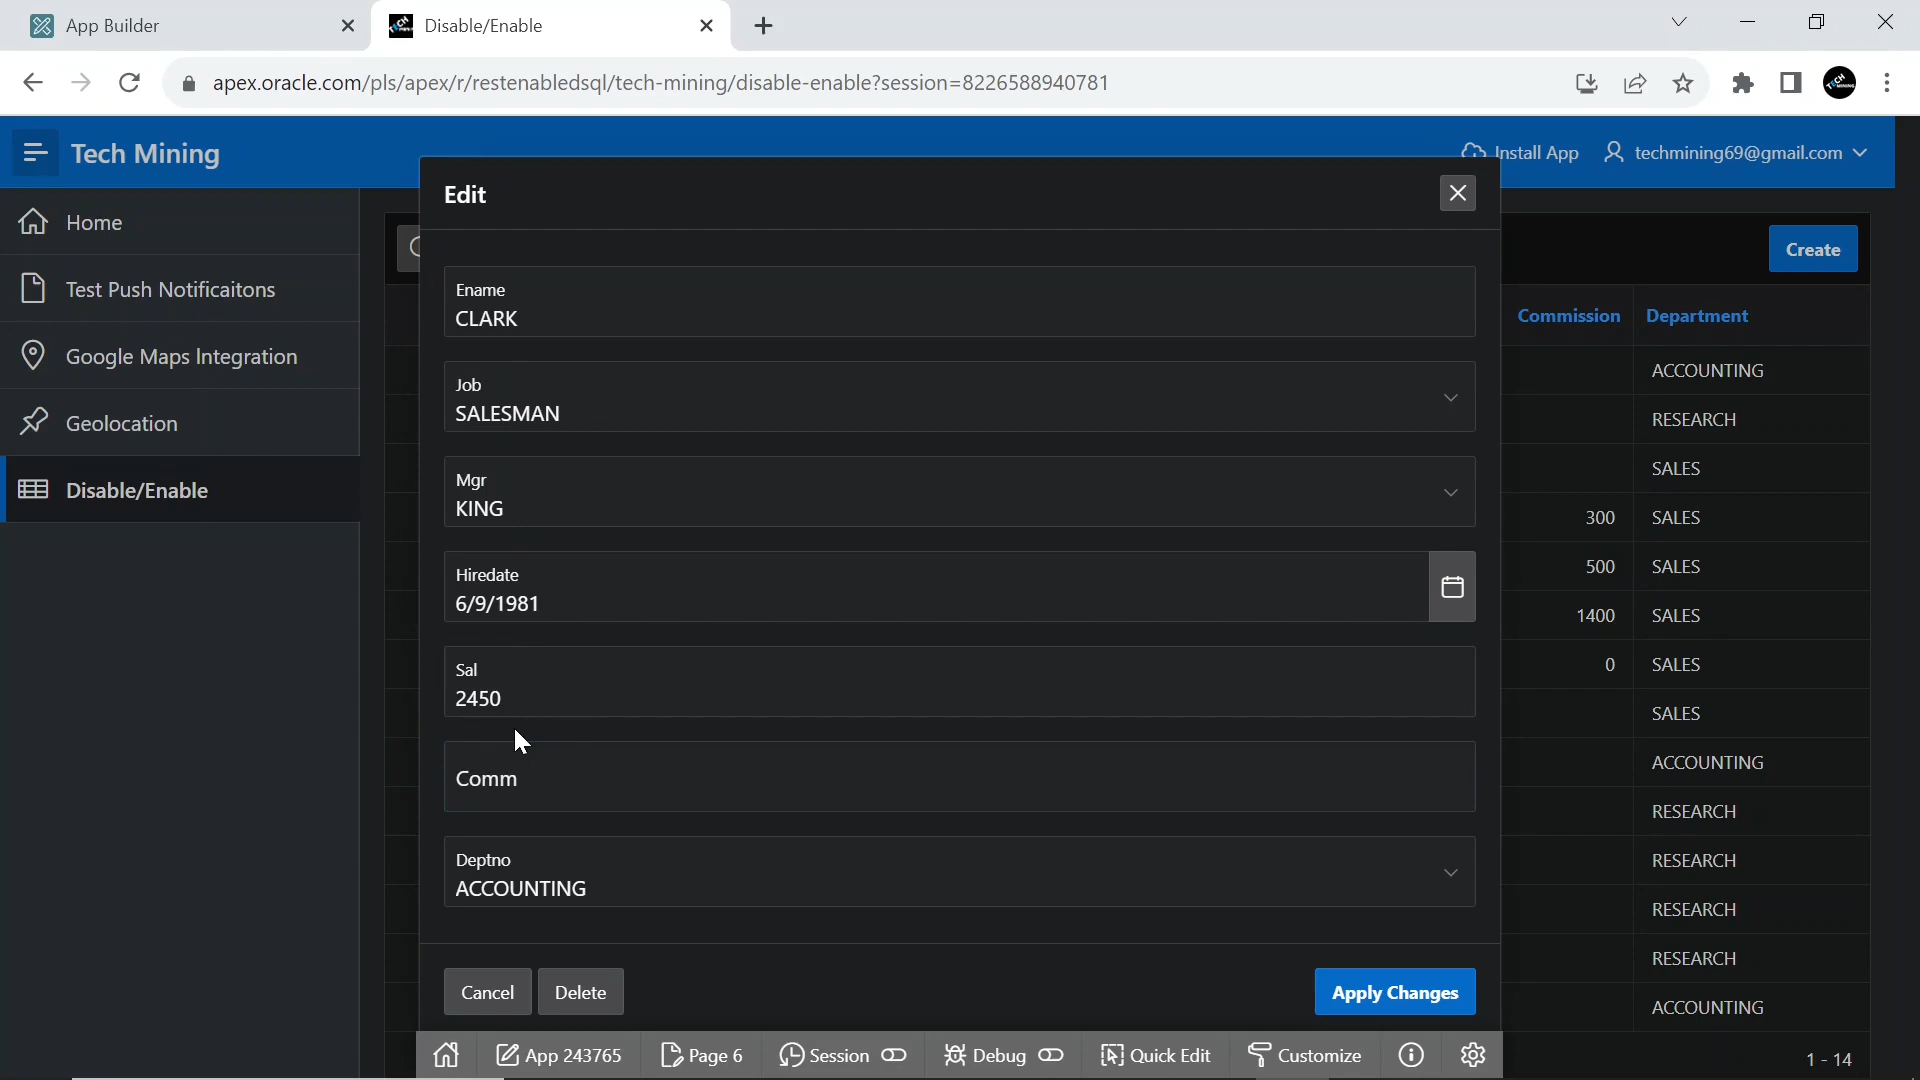 App Builder
Disable/Enable
apex.oracle.com/pls/apex/r/restenabledsql/tech-mining/disable-enable?session=8226588940781
Tech Mining
Install App
techmining69@gmail.com
Home
Test Push Notificaitons
Google Maps Integration
Geolocation
Disable/Enable
Edit
Ename
CLARK
Job
SALESMAN
Mgr
KING
Hiredate
6/9/1981
Sal
2450
Comm
Deptno
ACCOUNTING
Cancel
Delete
Apply Changes
Create
Commission Department
ACCOUNTING
RESEARCH
SALES
300 SALES
500 SALES
1400 SALES
0 SALES
SALES
ACCOUNTING
RESEARCH
RESEARCH
RESEARCH
RESEARCH
ACCOUNTING
1 - 14
App 243765
Page 6
Session
Debug
Quick Edit
Customize